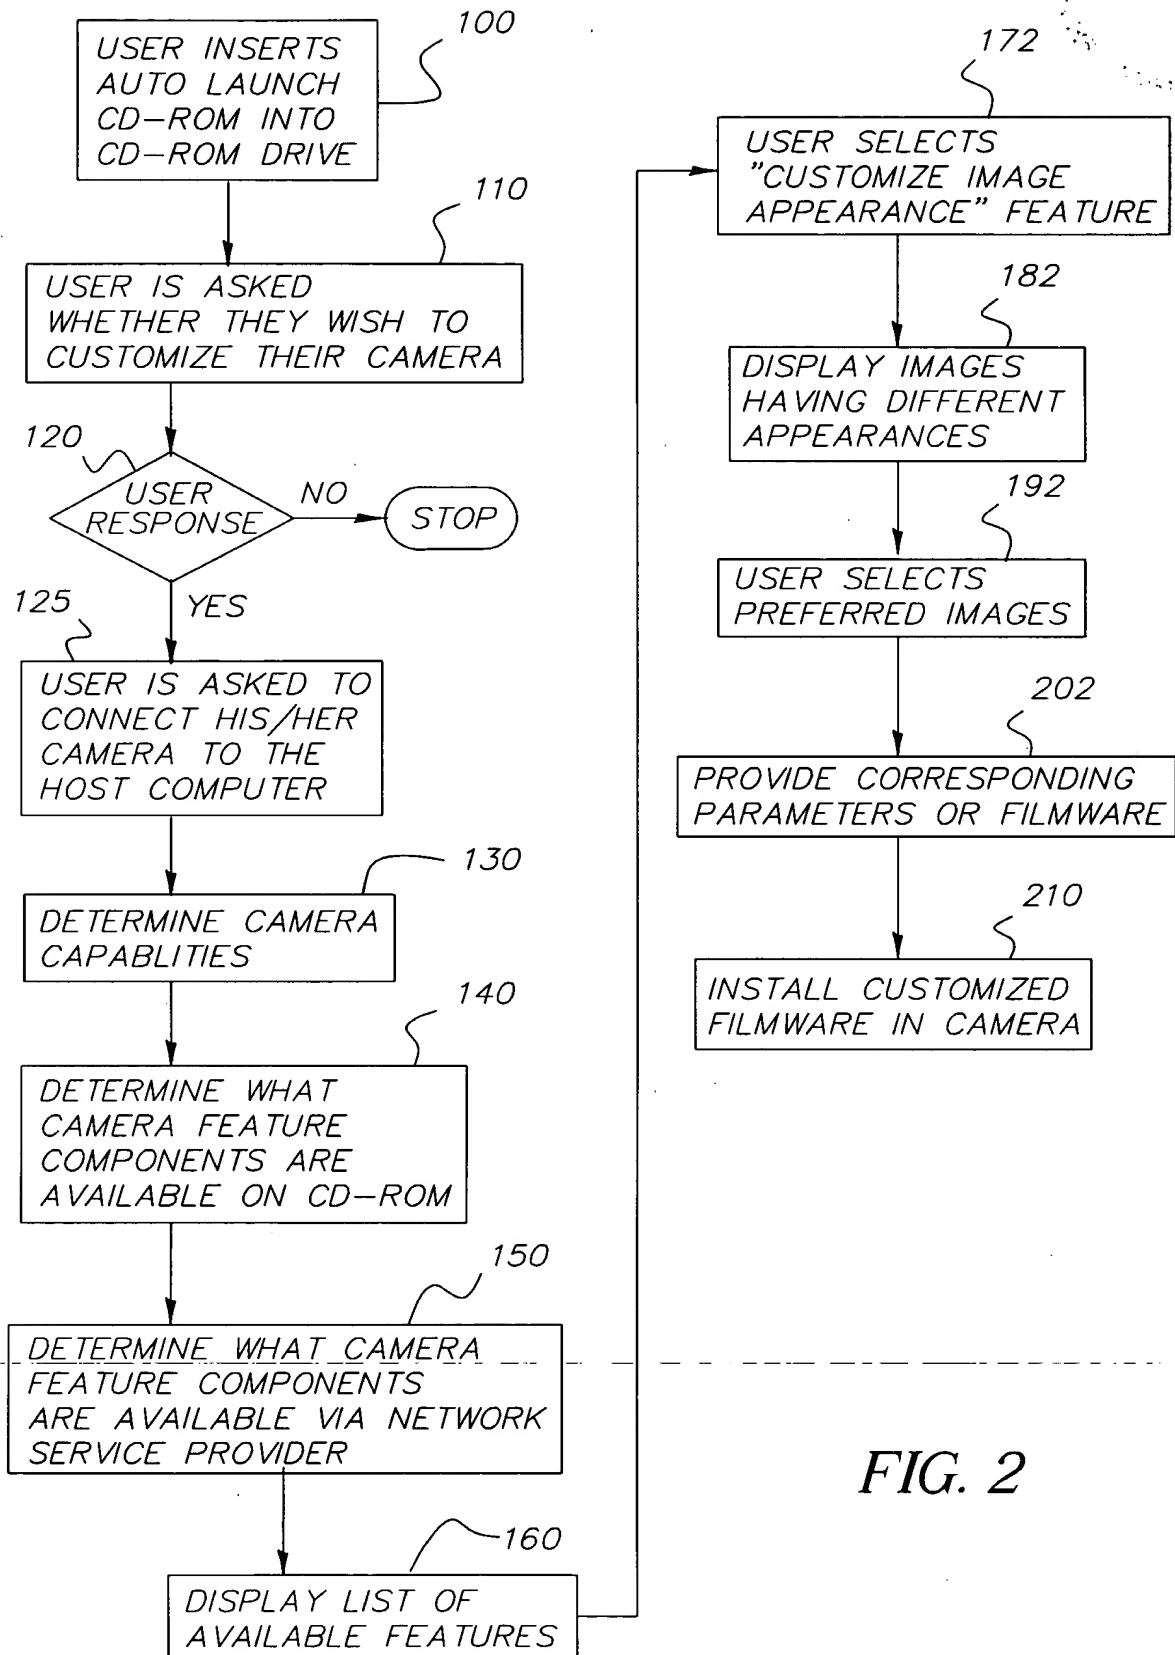 100
USER INSERTS
AUTO LAUNCH
CD-ROM INTO
CD-ROM DRIVE
110
USER IS ASKED
WHETHER THEY WISH TO
CUSTOMIZE THEIR CAMERA
120
USER
RESPONSE
NO
STOP
YES
125
USER IS ASKED TO
CONNECT HIS/HER
CAMERA TO THE
HOST COMPUTER
130
DETERMINE CAMERA
CAPABLITIES
140
DETERMINE WHAT
CAMERA FEATURE
COMPONENTS ARE
AVAILABLE ON CD-ROM
150
DETERMINE WHAT CAMERA
FEATURE COMPONENTS
ARE AVAILABLE VIA NETWORK
SERVICE PROVIDER
160
DISPLAY LIST OF
AVAILABLE FEATURES
172
USER SELECTS
"CUSTOMIZE IMAGE
APPEARANCE" FEATURE
182
DISPLAY IMAGES
HAVING DIFFERENT
APPEARANCES
192
USER SELECTS
PREFERRED IMAGES
202
PROVIDE CORRESPONDING
PARAMETERS OR FILMWARE
210
INSTALL CUSTOMIZED
FILMWARE IN CAMERA
FIG. 2